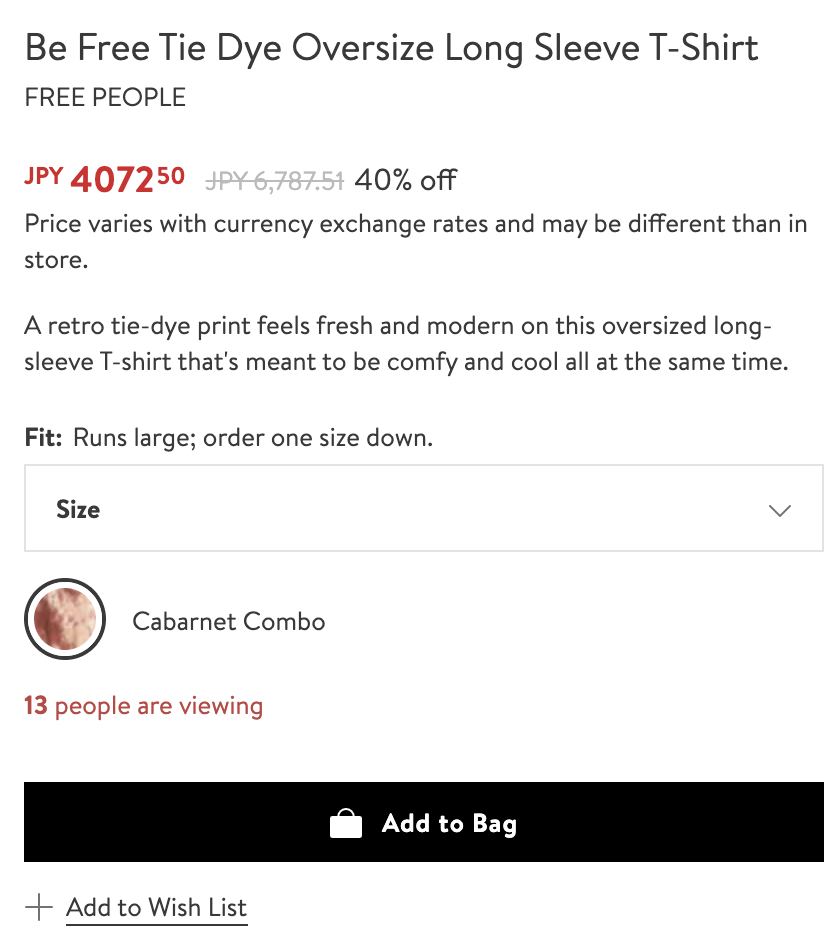 Be Free Tie Dye Oversize Long Sleeve T-Shirt
FREE PEOPLE
JPY 407250 JPY 6,787.51 40% off
Price varies with currency exchange rates and may be different than in
store.
A retro tie-dye print feels fresh and modern on this oversized long-
sleeve T-shirt that's meant to be comfy and cool all at the same time.
Fit: Runs large; order one size down.
Size
Cabarnet Combo
13 people are viewing
Add to Bag
Add to Wish List